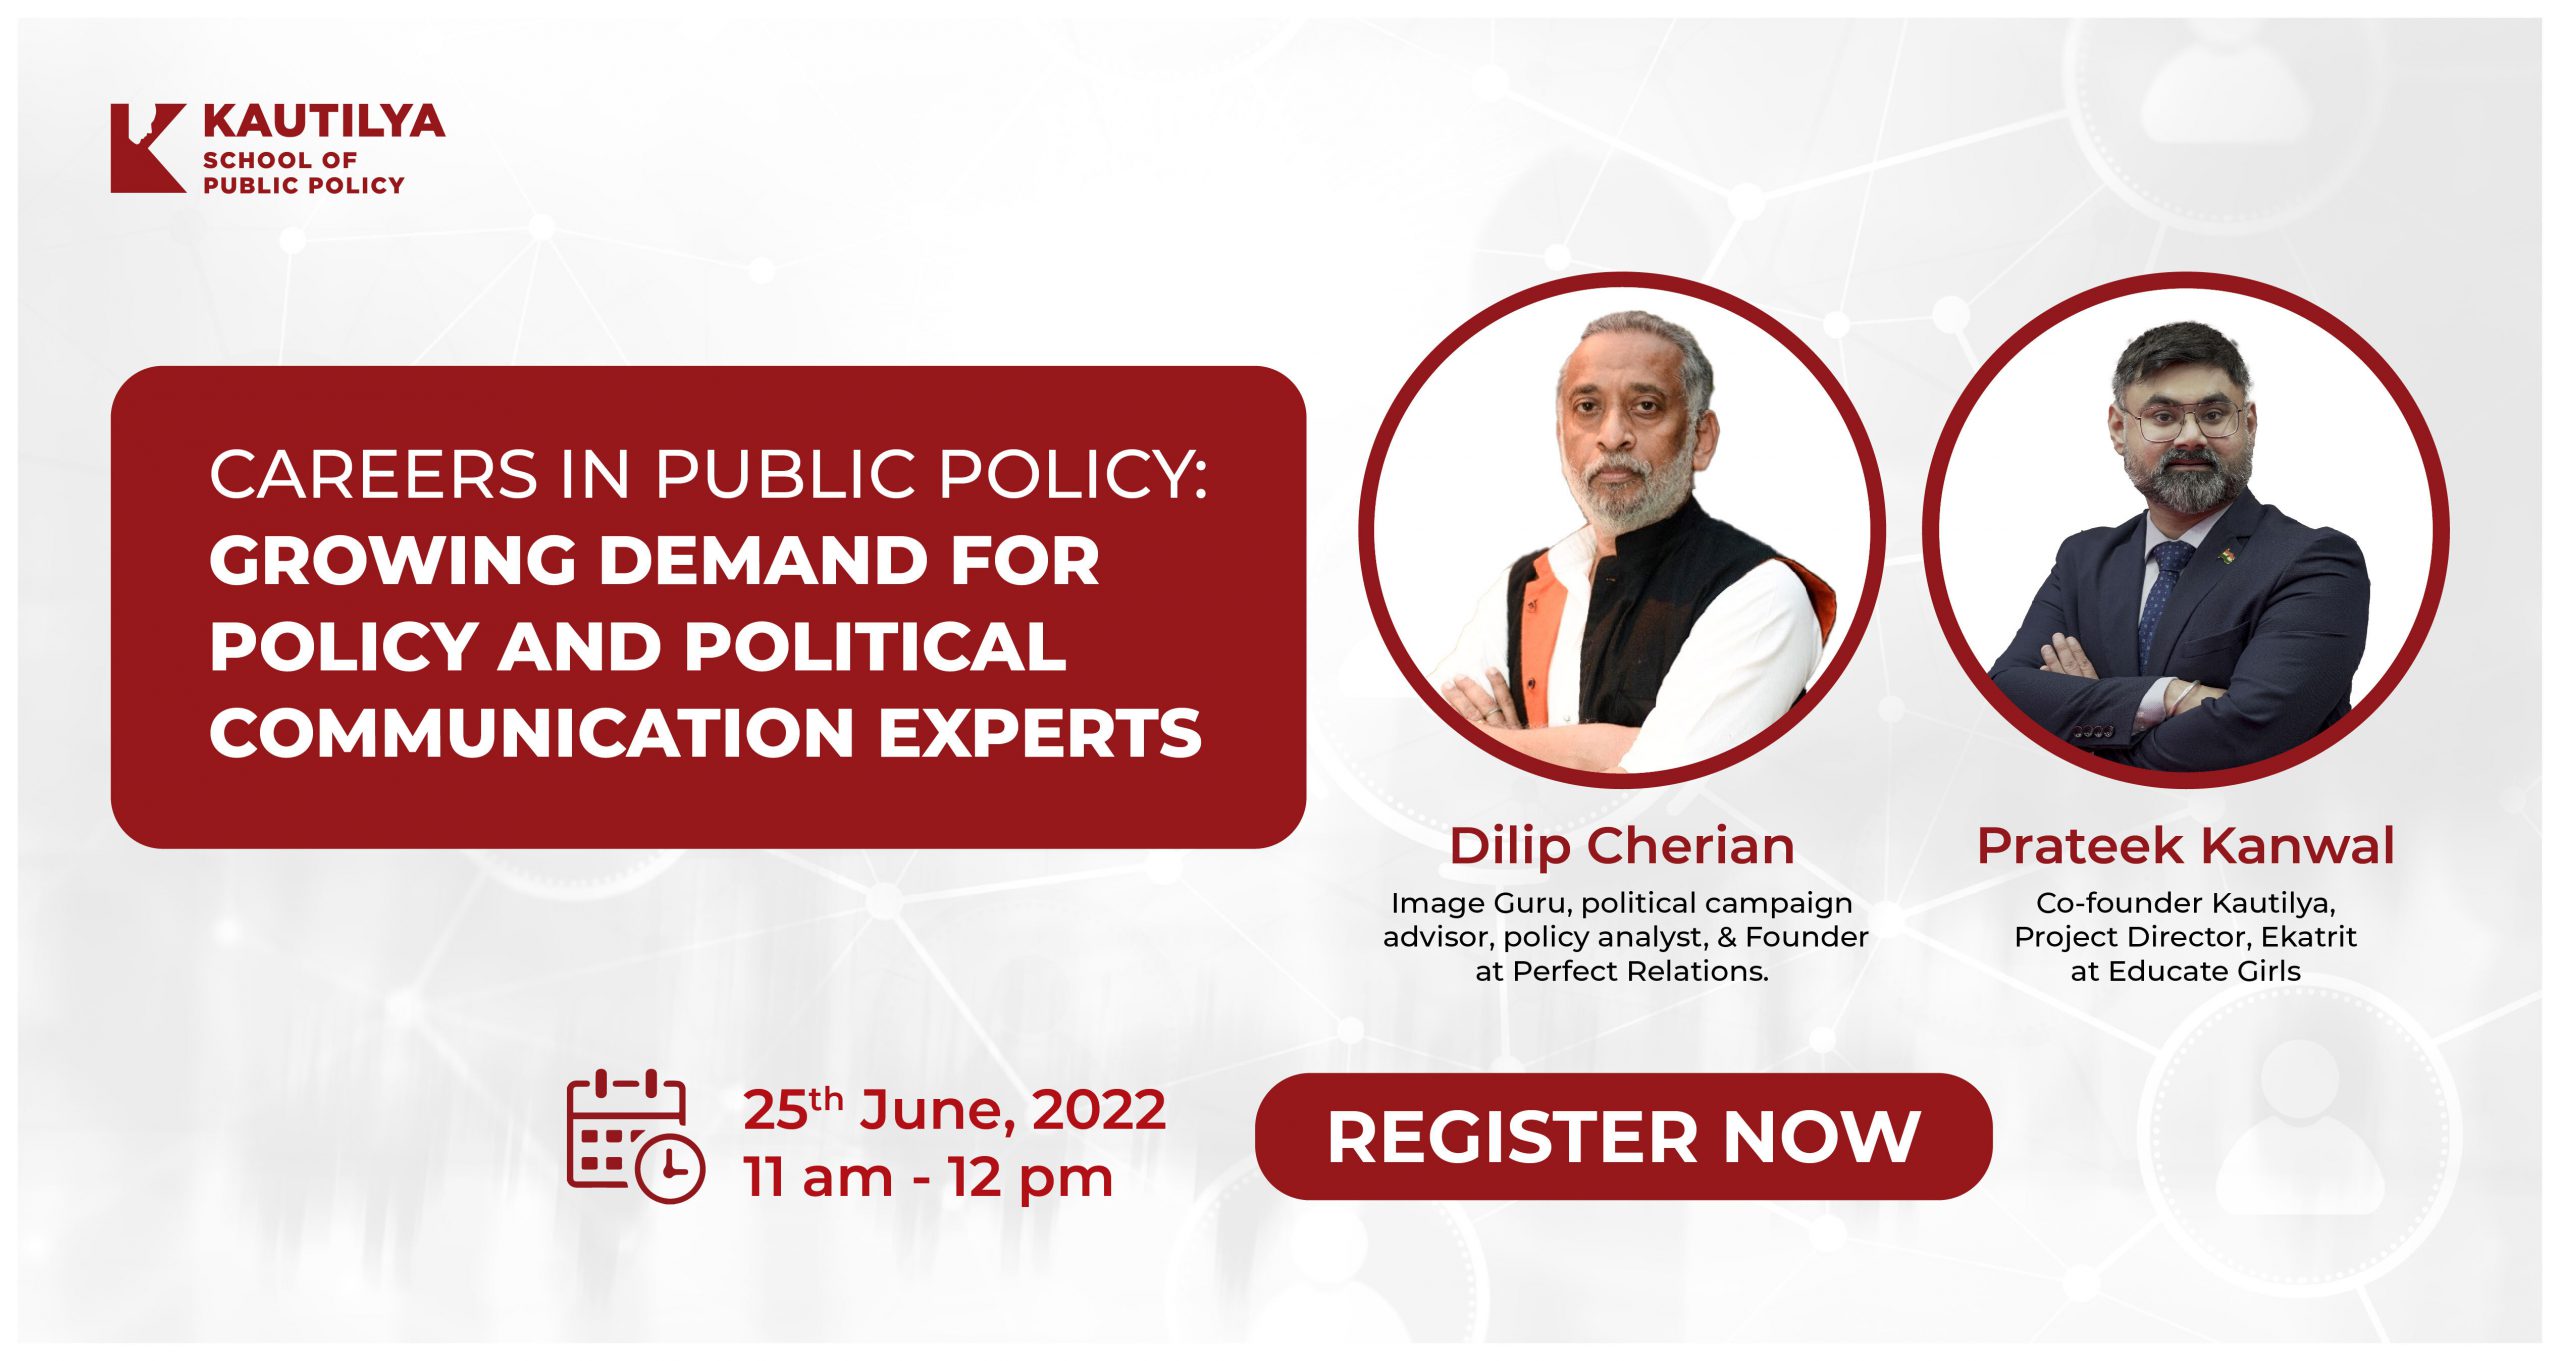 KAUTILYA
SCHOOL OF
PUBLIC POLICY
CAREERS IN PUBLIC POLICY:
GROWING DEMAND FOR
POLICY AND POLITICAL
COMMUNICATION EXPERTS
Dilip Cherian
Image Guru, political campaign
advisor, policy analyst, & Founder
at Perfect Relations.
Prateek Kanwal
Co-founder Kautilya,
Project Director, Ekatrit
at Educate Girls
25th June, 2022
11 am - 12 pm
REGISTER NOW